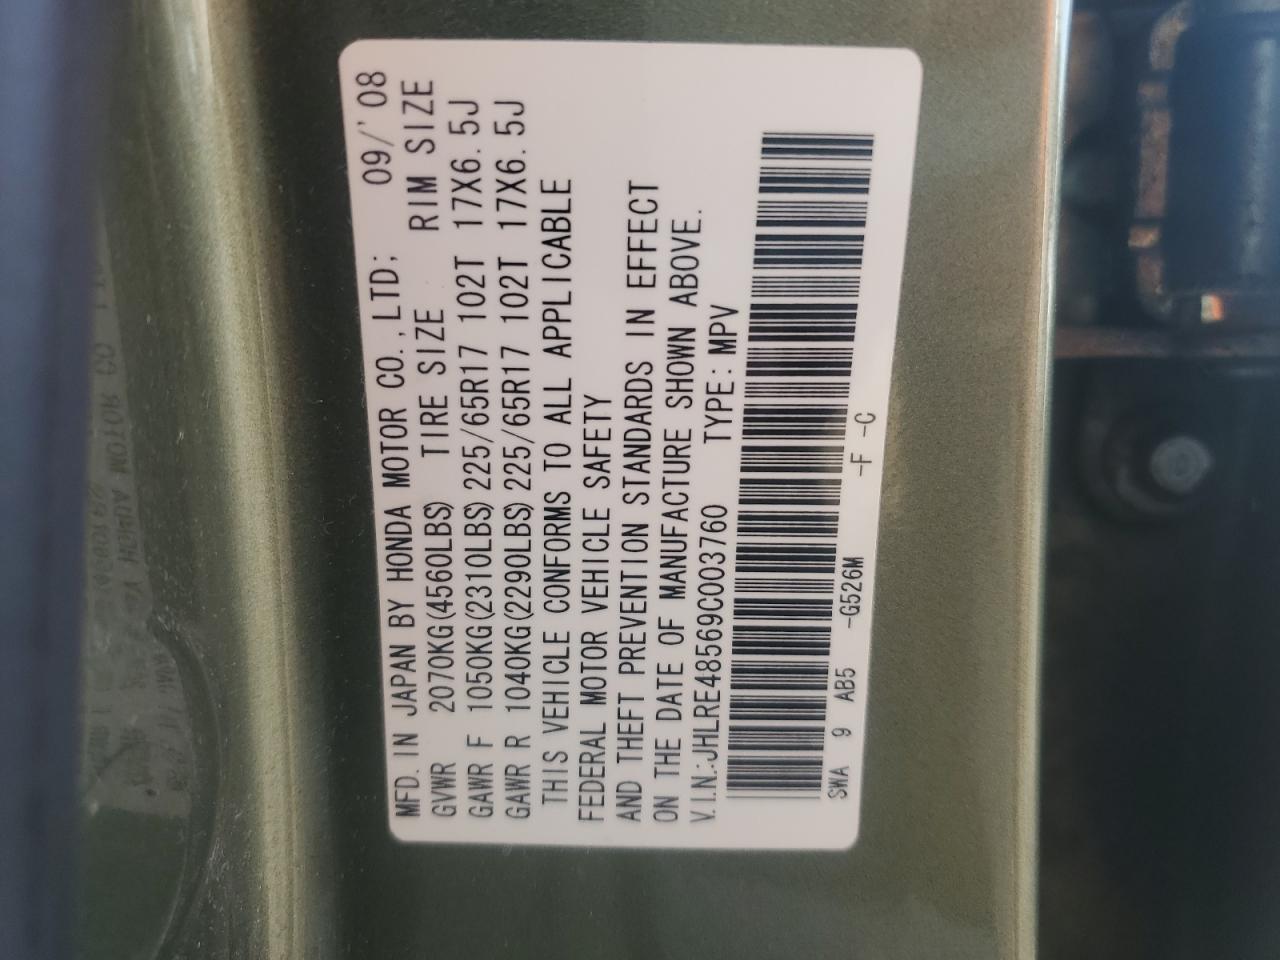 MFD. IN JAPAN BY HONDA MOTOR CO., LTD; 09/'08
GVWR 2070KG(4560LBS) TIRE SIZE RIM SIZE
GAWR F 1050KG(2310LBS) 225/65R17 102T 17X6.5J
GAWR R 1040KG(2290LBS) 225/65R17 102T 17X6.5J
THIS VEHICLE CONFORMS TO ALL APPLICABLE
FEDERAL MOTOR VEHICLE SAFETY
AND THEFT PREVENTION STANDARDS IN EFFECT
ON THE DATE OF MANUFACTURE SHOWN ABOVE.
V.I.N.:JHLRE48569C003760 TYPE:MPV
SWA 9 AB5 -G526M -F -C